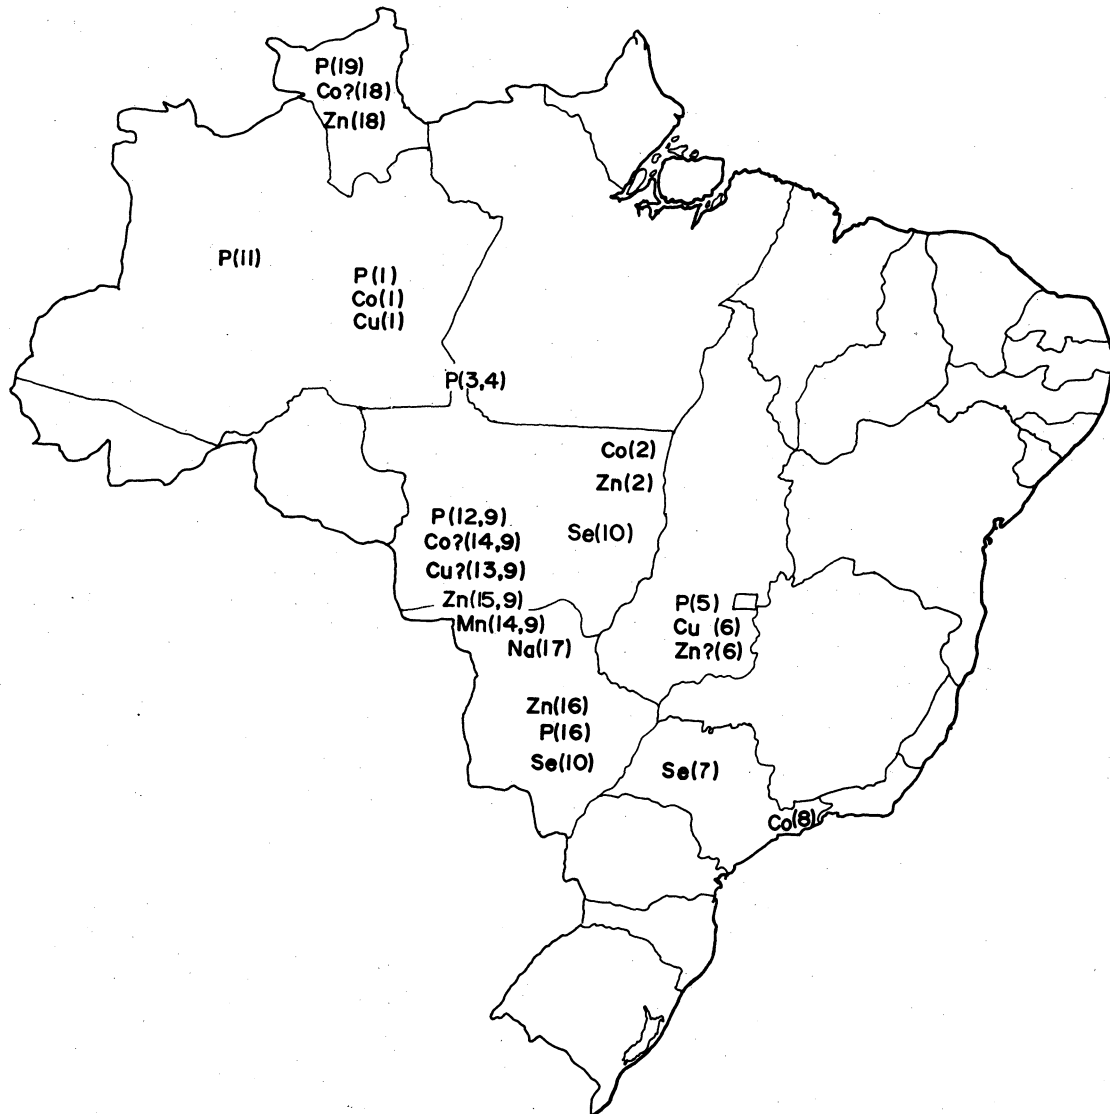 P(19)
Co?(18)
Zn(18)
P(11)
P(1)
Co(1)
Cu(1)
P(3,4)
Co(2)
Zn(2)
Se(10)
P(12,9)
Co?(14,9)
Cu?(13,9)
Zn(15,9)
Mn(14,9)
Na(17)
P(5)
Cu (6)
Zn?(6)
Zn(16)
P(16)
Se(10)
Se(7)
Co(8)